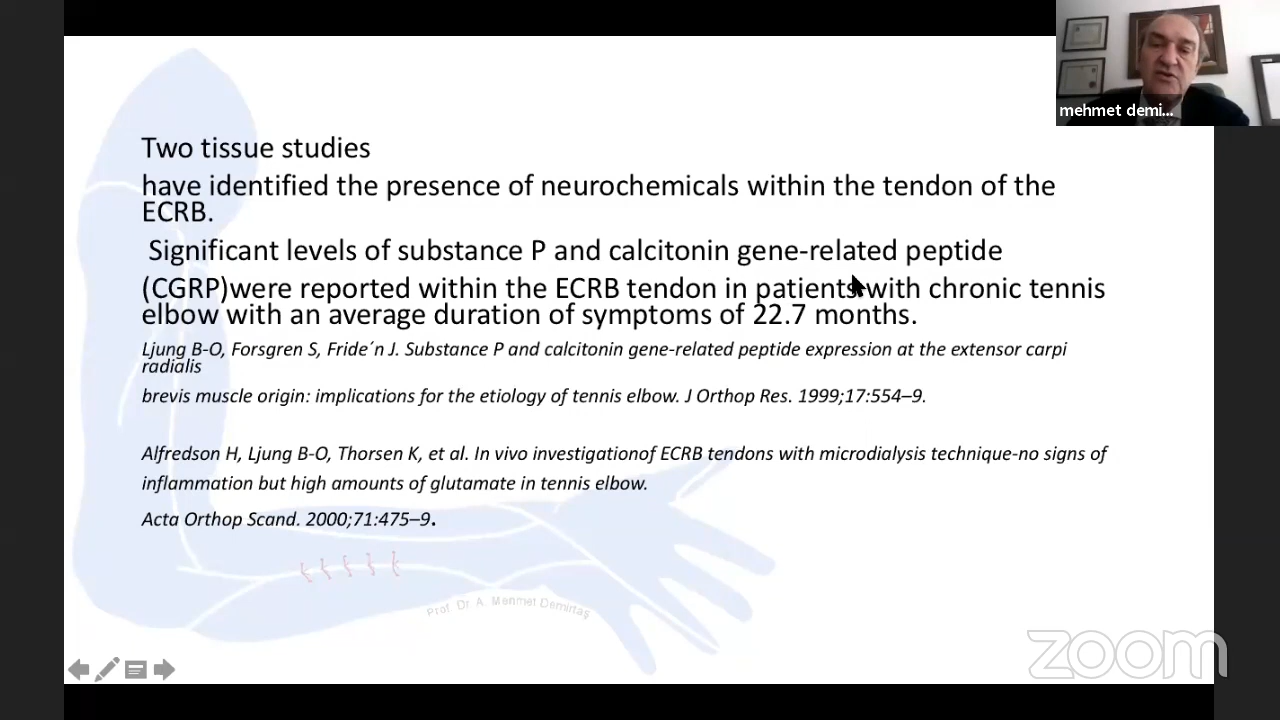 mehmet demi...
Two tissue studies
have identified the presence of neurochemicals within the tendon of the
ECRB.
Significant levels of substance P and calcitonin gene-related peptide
(CGRP)were reported within the ECRB tendon in patients with chronic tennis
elbow with an average duration of symptoms of 22.7 months.
Ljung B-O, Forsgren S, Fride´n J. Substance P and calcitonin gene-related peptide expression at the extensor carpi
radialis
brevis muscle origin: implications for the etiology of tennis elbow. J Orthop Res. 1999;17:554–9.
Alfredson H, Ljung B-O, Thorsen K, et al. In vivo investigationof ECRB tendons with microdialysis technique-no signs of
inflammation but high amounts of glutamate in tennis elbow.
Acta Orthop Scand. 2000;71:475–9.
Prof. Dr. A. Mehmet Demirtaş
zoom